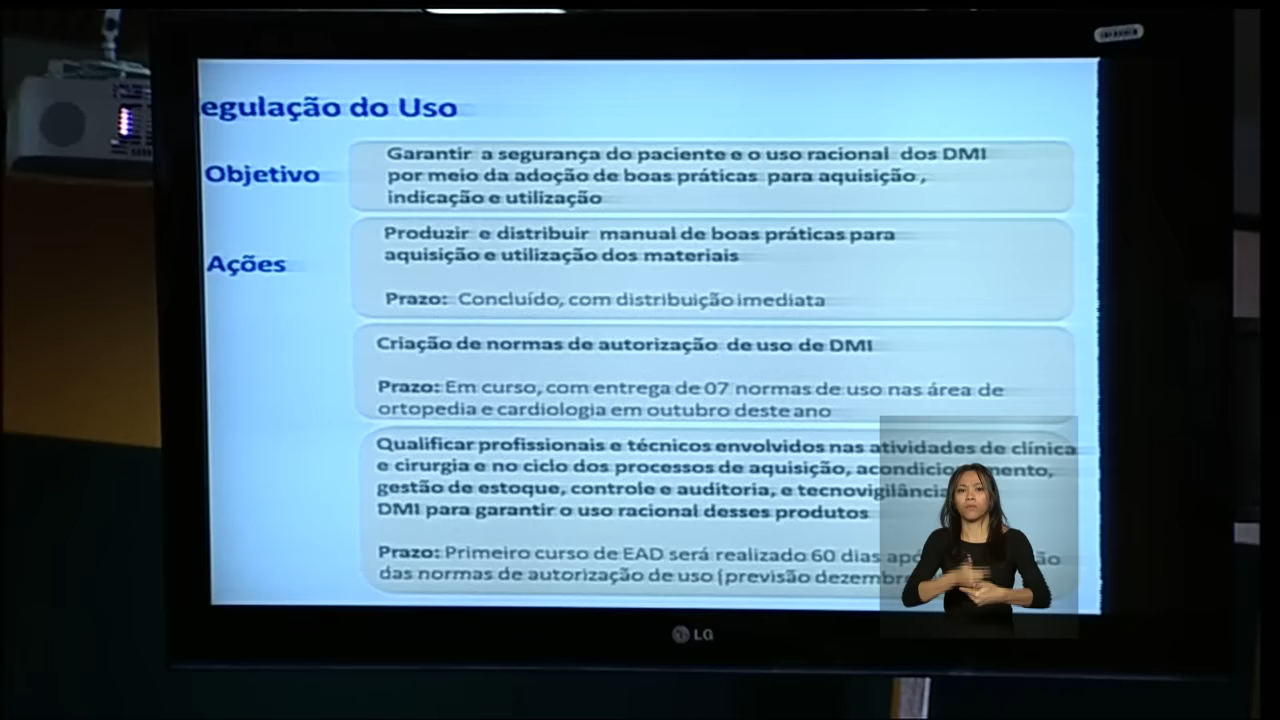 egulação do Uso
Objetivo
Garantir a segurança do paciente e o uso racional dos DMI
por meio da adoção de boas práticas para aquisição ,
indicação e utilização
Ações
Produzir e distribuir manual de boas práticas para
aquisição e utilização dos materiais
Prazo: Concluído, com distribuição imediata
Criação de normas de autorização de uso de DMI
Prazo: Em curso, com entrega de 07 normas de uso nas área de
ortopedia e cardiologia em outubro deste ano
Qualificar profissionais e técnicos envolvidos nas atividades de clínica
e cirurgia e no ciclo dos processos de aquisição,
gestão de estoque, controle e auditoria, e tecnovigilância
DMI para garantir o uso racional desses produtos
Prazo: Primeiro curso de EAD será realizado 60 dias
das normas de autorização de uso (previsão
LG